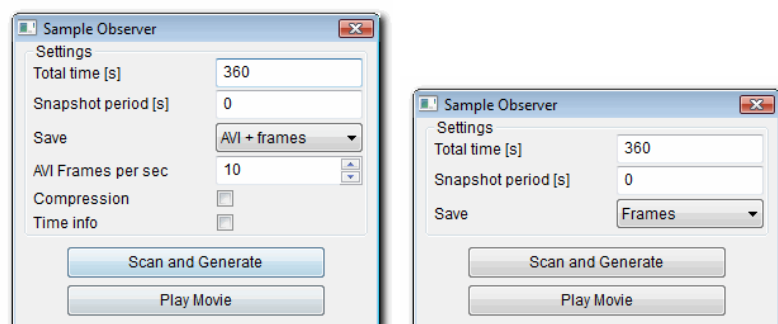 Sample Observer
Settings
Total time [s] 360
Snapshot period [s] 0
Save AVI + frames
AVI Frames per sec 10
Compression
Time info
Scan and Generate
Play Movie
Sample Observer
Settings
Total time [s] 360
Snapshot period [s] 0
Save Frames
Scan and Generate
Play Movie